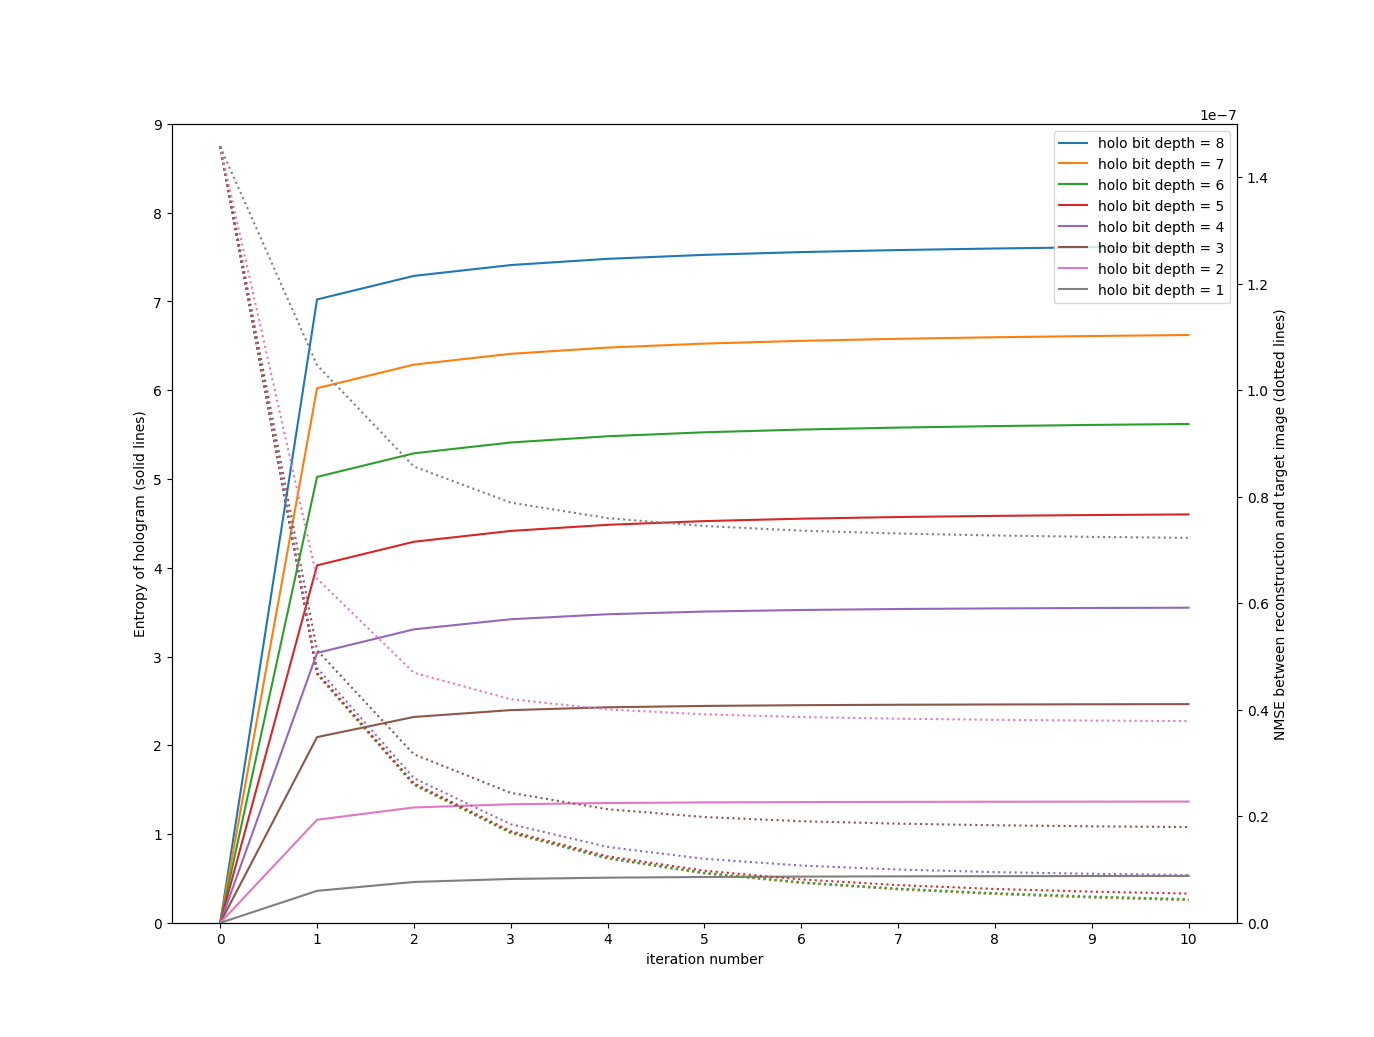 1e−7
9
8
7
6
5
4
3
2
1
0
Entropy of hologram (solid lines)
holo bit depth = 8
holo bit depth = 7
holo bit depth = 6
holo bit depth = 5
holo bit depth = 4
holo bit depth = 3
holo bit depth = 2
holo bit depth = 1
1.4
1.2
1.0
0.8
0.6
0.4
0.2
0.0
NMSE between reconstruction and target image (dotted lines)
0 1 2 3 4 5 6 7 8 9 10
iteration number